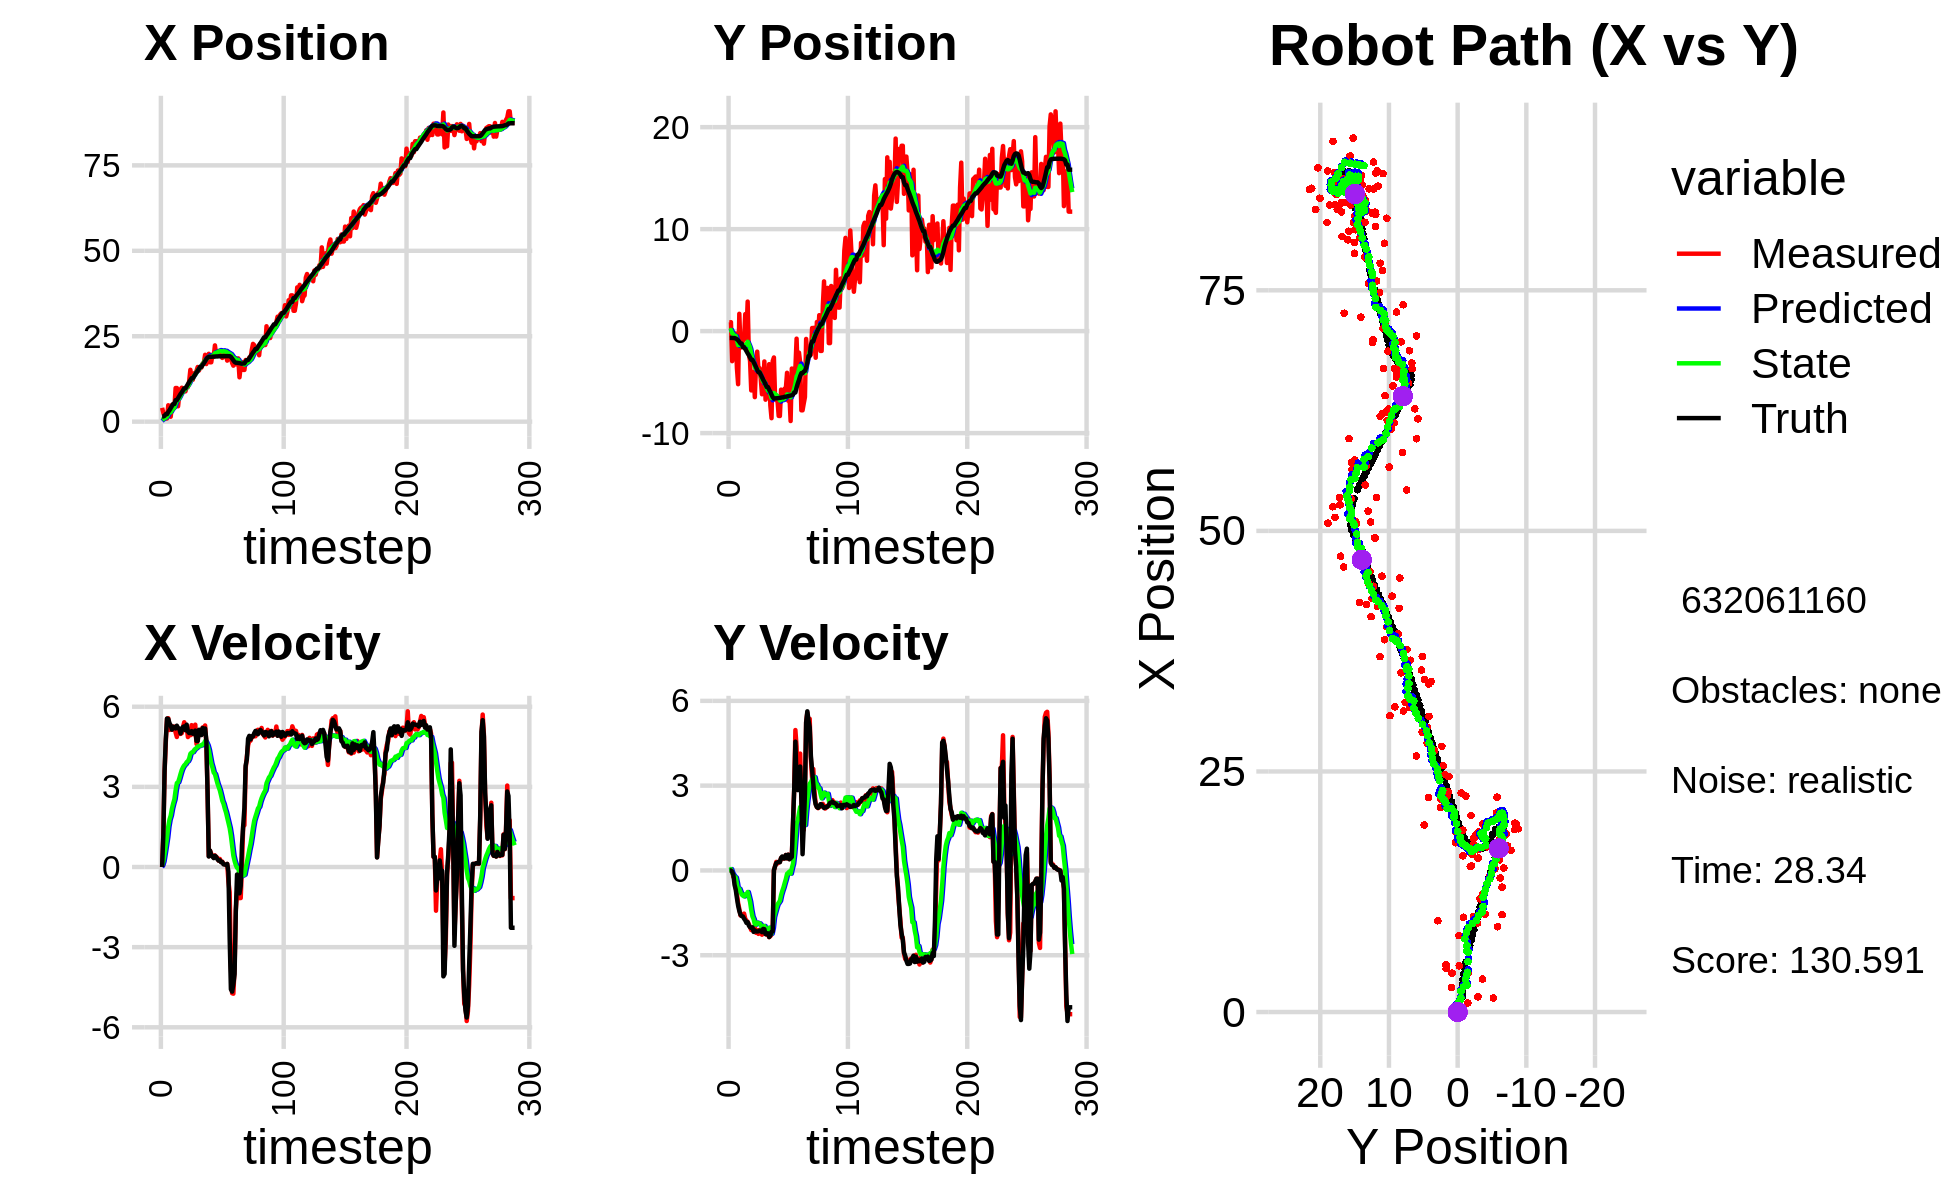 X Position
75
50
25
0
0
100
200
300
timestep
Y Position
20
10
0
-10
0
100
200
300
timestep
X Velocity
6
3
0
-3
-6
0
100
200
300
timestep
Y Velocity
6
3
0
-3
0
100
200
300
timestep
Robot Path (X vs Y)
X Position
75
50
25
0
20 10 0 -10 -20
Y Position
variable
Measured
Predicted
State
Truth
632061160
Obstacles: none
Noise: realistic
Time: 28.34
Score: 130.591